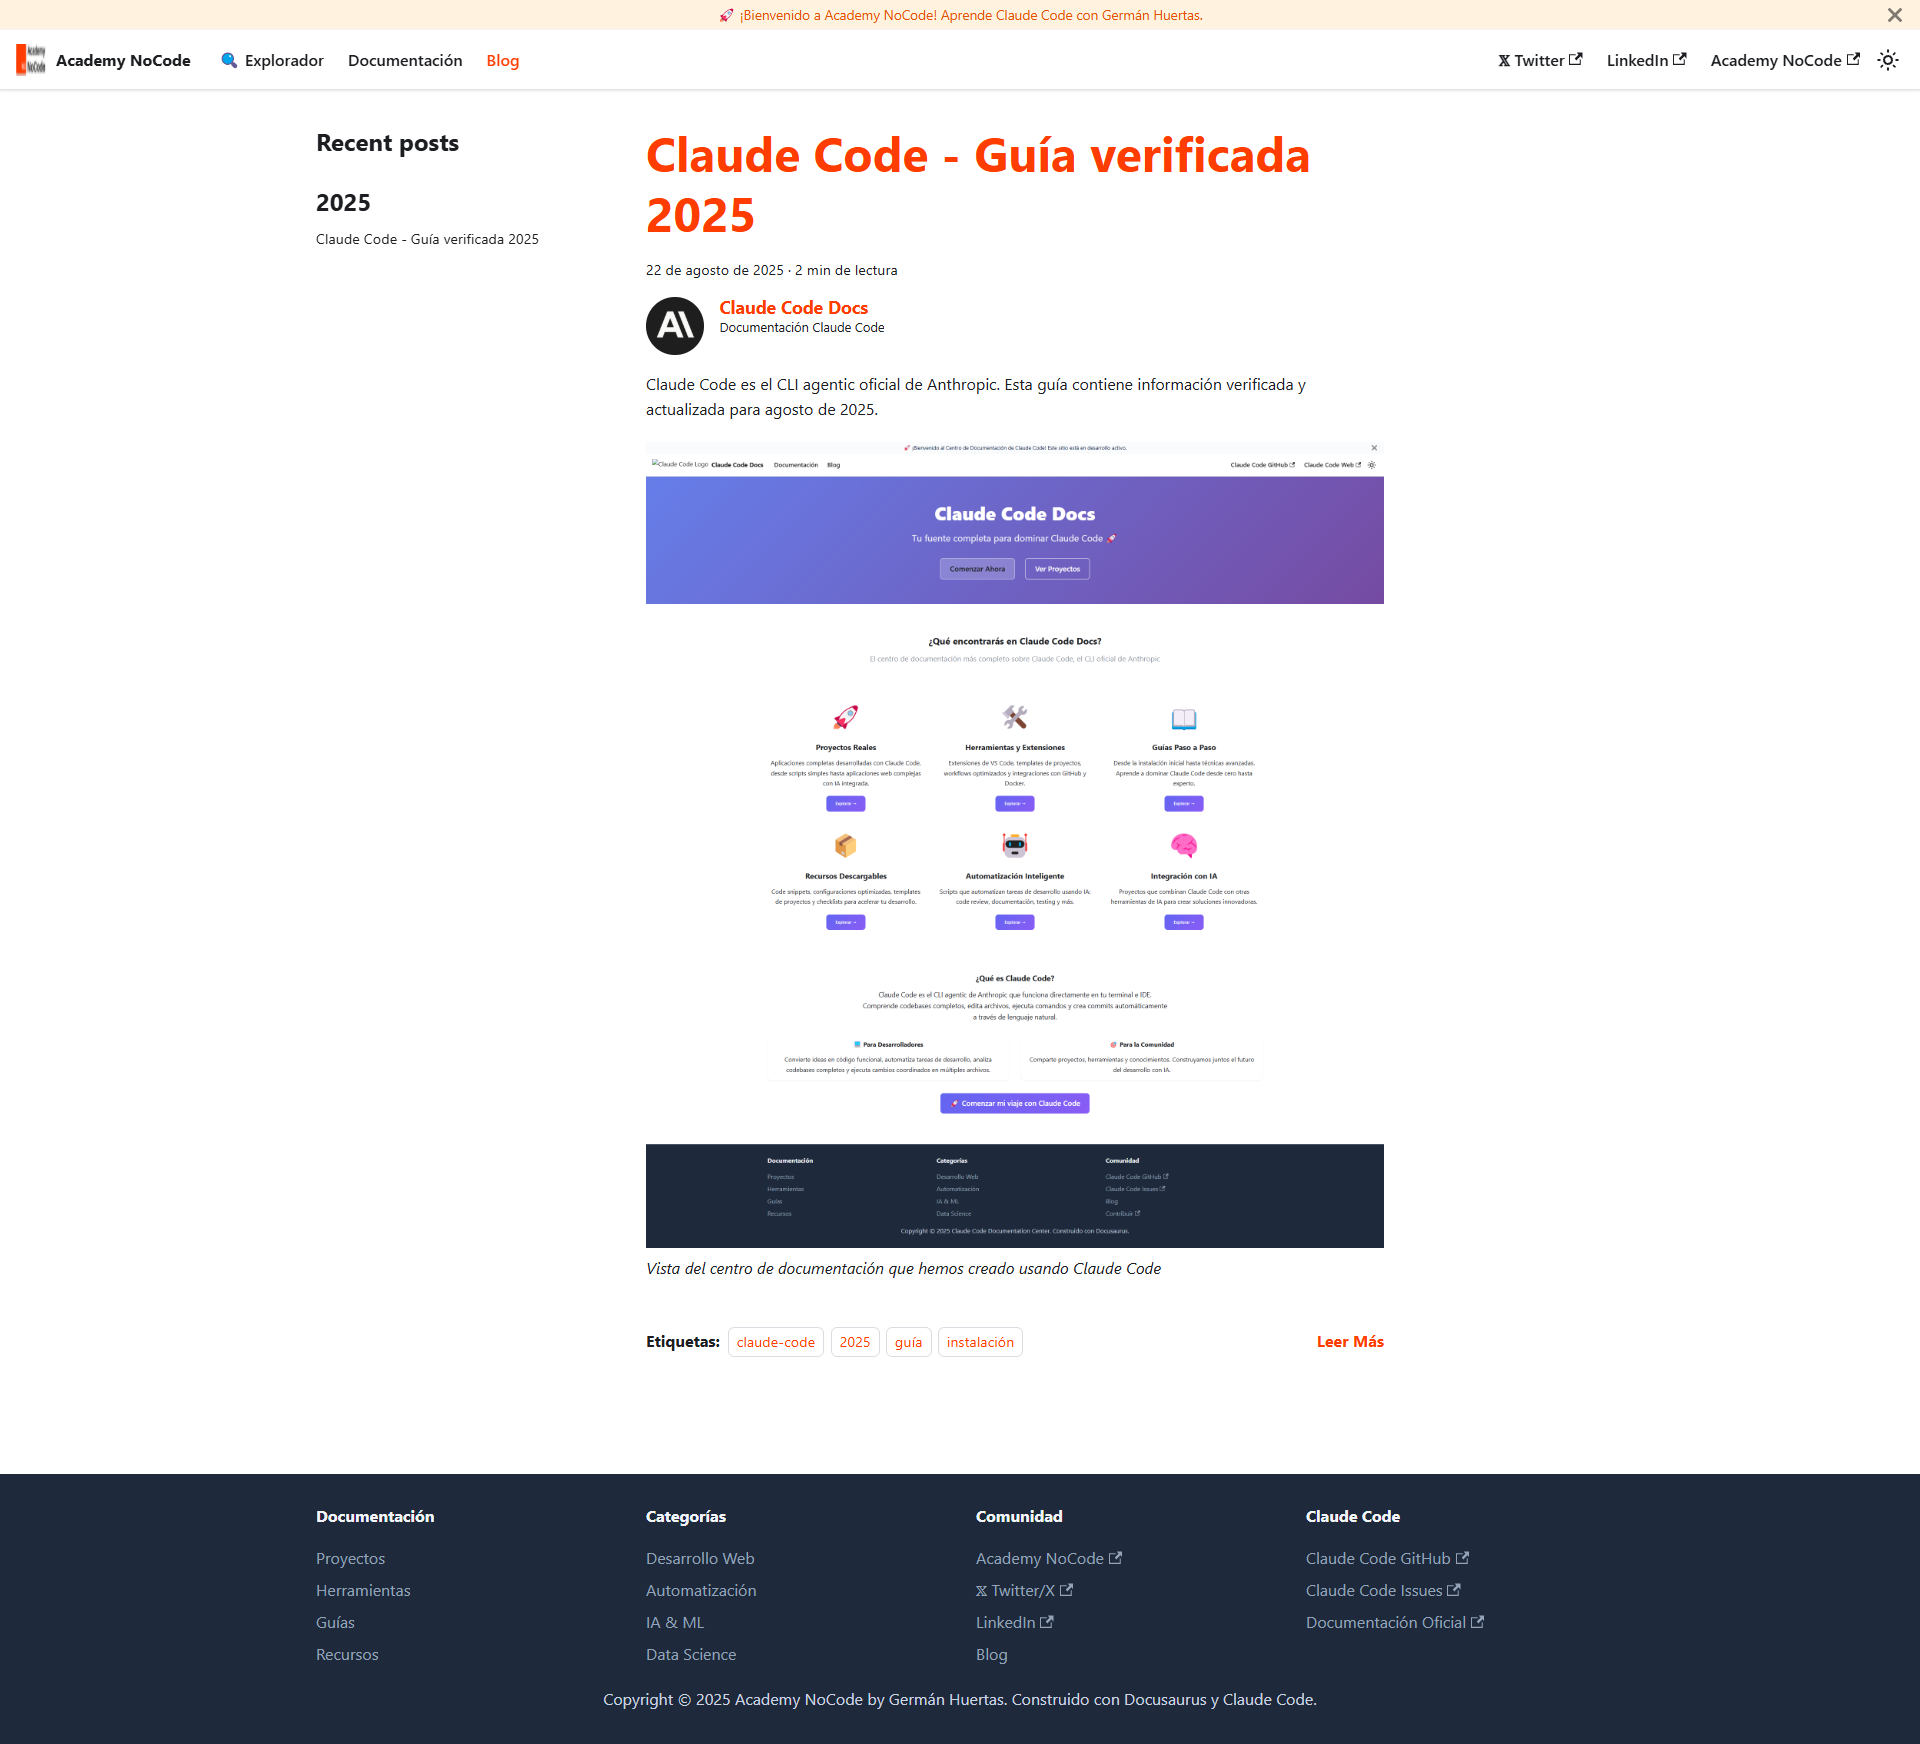 🚀 ¡Bienvenido a Academy NoCode! Aprende Claude Code con Germán Huertas.
Academy NoCode
Academy NoCode
🔍 Explorador
Documentación
Blog
𝕏 Twitter
LinkedIn
Academy NoCode
Recent posts
2025
Claude Code - Guía verificada 2025
Claude Code - Guía verificada
2025
22 de agosto de 2025 · 2 min de lectura
Claude Code Docs
Documentación Claude Code
Claude Code es el CLI agentic oficial de Anthropic. Esta guía contiene información verificada y
actualizada para agosto de 2025.
🚀 ¡Bienvenido al Centro de Documentación de Claude Code! Este sitio está en desarrollo activo.
Claude Code Logo
Claude Code Docs
Documentación
Blog
Claude Code GitHub
Claude Code Web
Claude Code Docs
Tu fuente completa para dominar Claude Code 🚀
Comenzar Ahora
Ver Proyectos
¿Qué encontrarás en Claude Code Docs?
El centro de documentación más completo sobre Claude Code, el CLI oficial de Anthropic
Proyectos Reales
Aplicaciones completas desarrolladas con Claude Code,
desde scripts simples hasta aplicaciones web complejas
con IA integrada.
Explorar →
Herramientas y Extensiones
Extensiones de VS Code, templates de proyectos,
workflows optimizados y integraciones con GitHub y
Docker.
Explorar →
Guías Paso a Paso
Desde la instalación inicial hasta técnicas avanzadas.
Aprende a dominar Claude Code desde cero hasta
experto.
Explorar →
Recursos Descargables
Code snippets, configuraciones optimizadas, templates
de proyectos y checklists para acelerar tu desarrollo.
Explorar →
Automatización Inteligente
Scripts que automatizan tareas de desarrollo usando IA:
code review, documentación, testing y más.
Explorar →
Integración con IA
Proyectos que combinan Claude Code con otras
herramientas de IA para crear soluciones innovadoras.
Explorar →
¿Qué es Claude Code?
Claude Code es el CLI agentic de Anthropic que funciona directamente en tu terminal e IDE.
Comprende codebases completos, edita archivos, ejecuta comandos y crea commits automáticamente
a través de lenguaje natural.
Para Desarrolladores
Convierte ideas en código funcional, automatiza tareas de desarrollo, analiza
codebases completos y ejecuta cambios coordinados en múltiples archivos.
🎯 Para la Comunidad
Comparte proyectos, herramientas y conocimientos. Construyamos juntos el futuro
del desarrollo con IA.
🚀 Comenzar mi viaje con Claude Code
Documentación
Proyectos
Herramientas
Guías
Recursos
Categorías
Desarrollo Web
Automatización
IA & ML
Data Science
Comunidad
Claude Code GitHub
Claude Code Issues
Blog
Contribuir
Copyright © 2025 Claude Code Documentation Center. Construido con Docusaurus.
Vista del centro de documentación que hemos creado usando Claude Code
Etiquetas:
claude-code
2025
guía
instalación
Leer Más
Documentación
Proyectos
Herramientas
Guías
Recursos
Categorías
Desarrollo Web
Automatización
IA & ML
Data Science
Comunidad
Academy NoCode
𝕏 Twitter/X
LinkedIn
Blog
Claude Code
Claude Code GitHub
Claude Code Issues
Documentación Oficial
Copyright © 2025 Academy NoCode by Germán Huertas. Construido con Docusaurus y Claude Code.